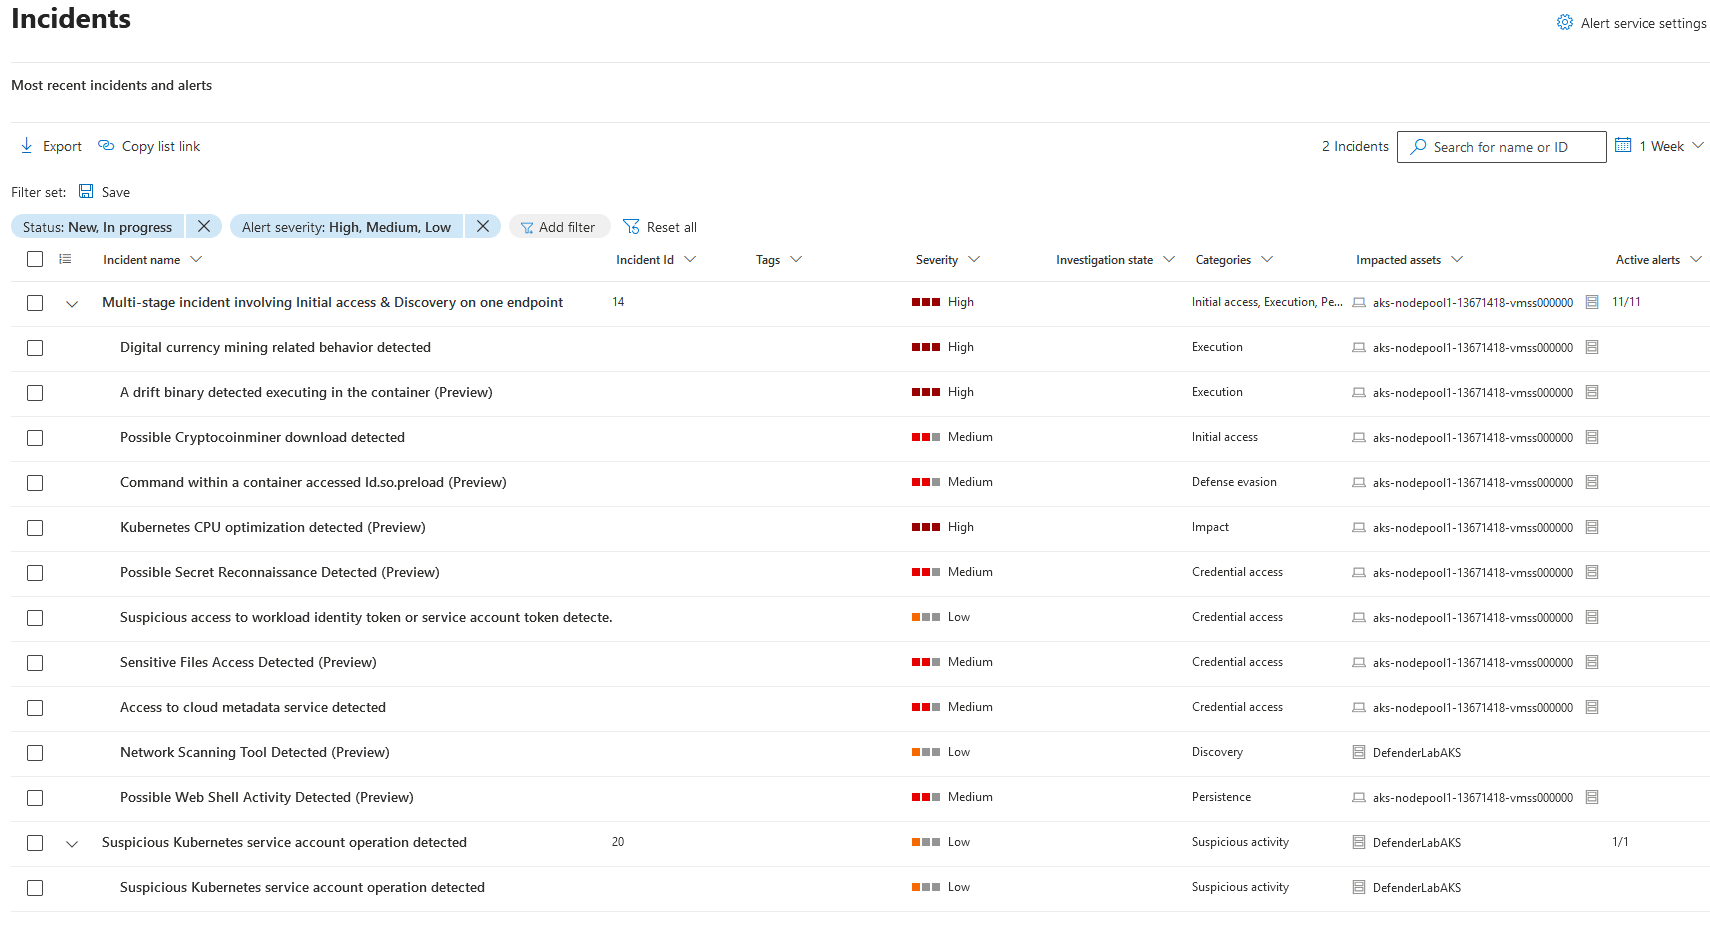 Incidents
Alert service settings
Most recent incidents and alerts
Export Copy list link 2 Incidents Search for name or ID 1 Week
Filter set: Save
Status: New, In progress Alert severity: High, Medium, Low Add filter Reset all
Incident name Incident Id Tags Severity Investigation state Categories Impacted assets Active alerts
Multi-stage incident involving Initial access & Discovery on one endpoint 14 High Initial access, Execution, Pe... aks-nodepool1-13671418-vmss000000 11/11
Digital currency mining related behavior detected High Execution aks-nodepool1-13671418-vmss000000
A drift binary detected executing in the container (Preview) High Execution aks-nodepool1-13671418-vmss000000
Possible Cryptocoinminer download detected Medium Initial access aks-nodepool1-13671418-vmss000000
Command within a container accessed ld.so.preload (Preview) Medium Defense evasion aks-nodepool1-13671418-vmss000000
Kubernetes CPU optimization detected (Preview) High Impact aks-nodepool1-13671418-vmss000000
Possible Secret Reconnaissance Detected (Preview) Medium Credential access aks-nodepool1-13671418-vmss000000
Suspicious access to workload identity token or service account token detecte. Low Credential access aks-nodepool1-13671418-vmss000000
Sensitive Files Access Detected (Preview) Medium Credential access aks-nodepool1-13671418-vmss000000
Access to cloud metadata service detected Medium Credential access aks-nodepool1-13671418-vmss000000
Network Scanning Tool Detected (Preview) Low Discovery DefenderLabAKS
Possible Web Shell Activity Detected (Preview) Medium Persistence aks-nodepool1-13671418-vmss000000
Suspicious Kubernetes service account operation detected 20 Low Suspicious activity DefenderLabAKS 1/1
Suspicious Kubernetes service account operation detected Low Suspicious activity DefenderLabAKS